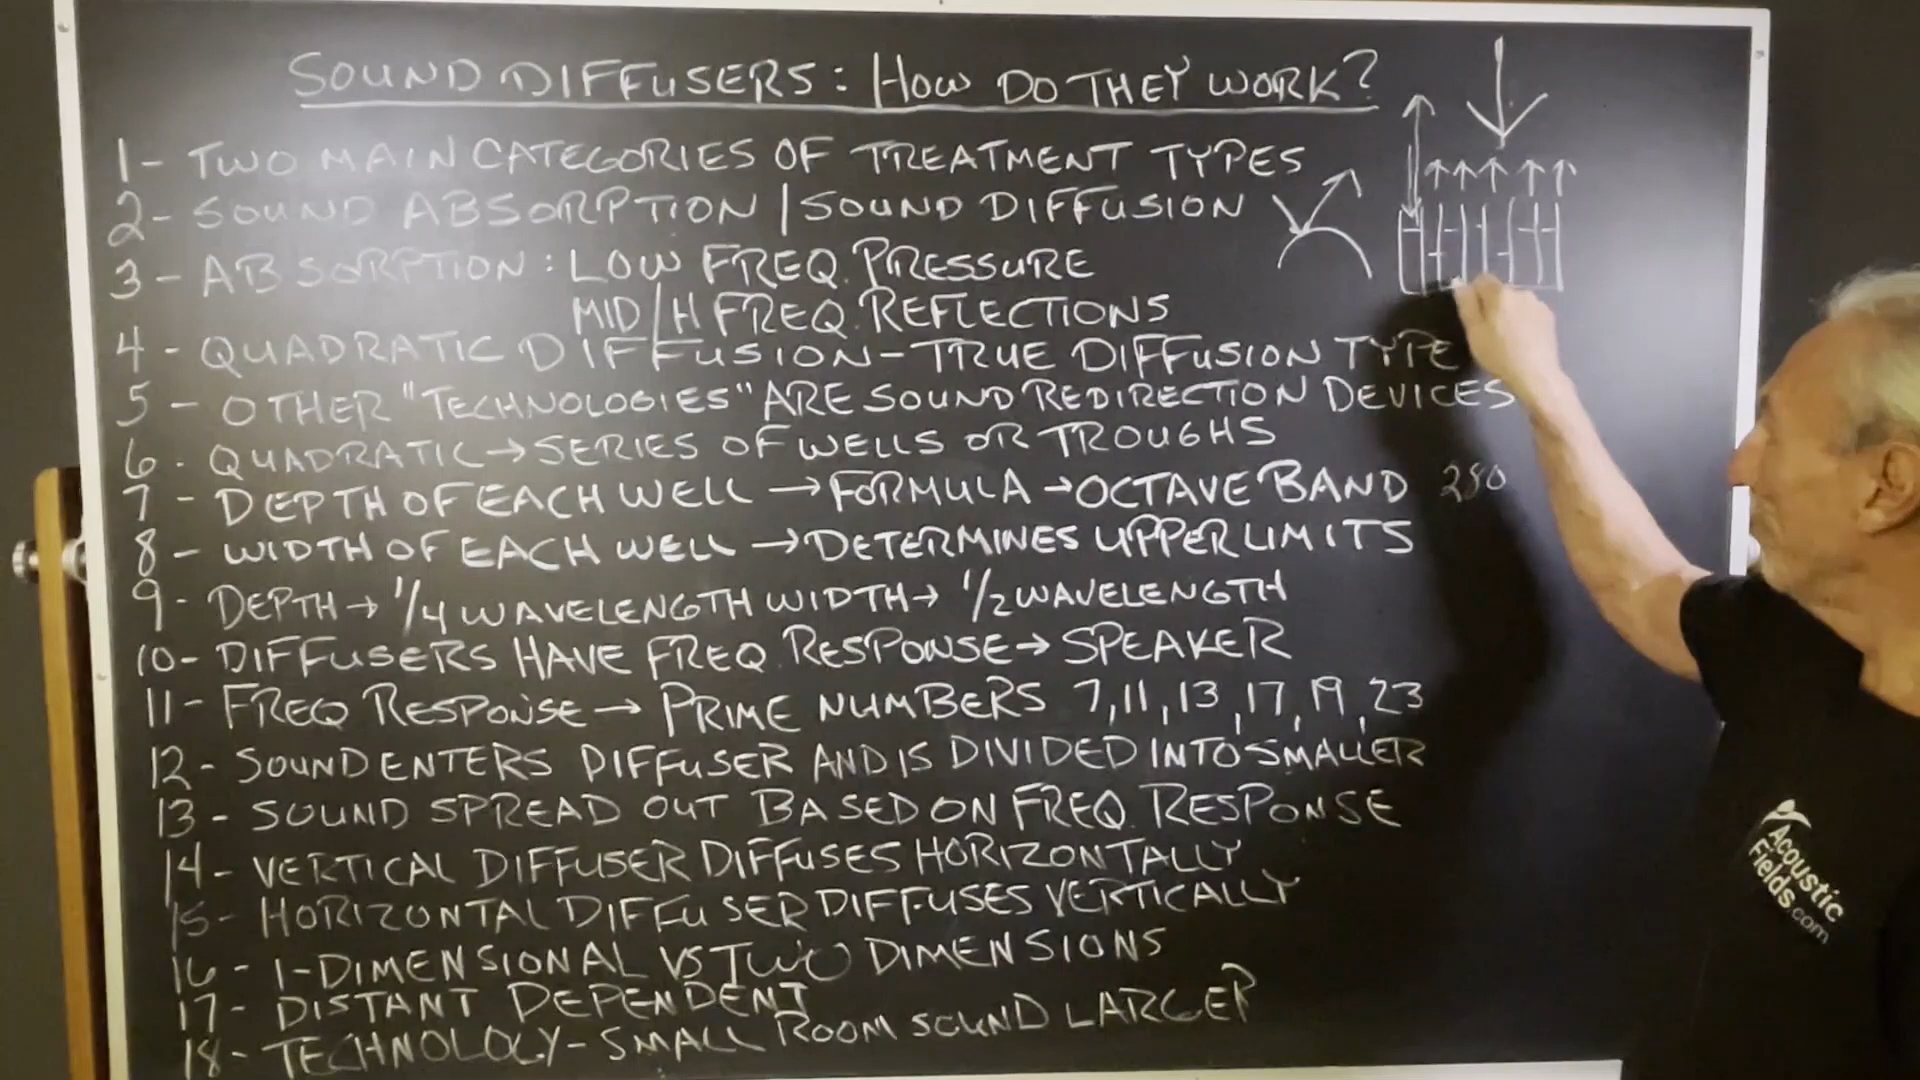 SOUND DIFFUSERS: HOW DO THEY WORK?
1- TWO MAIN CATEGORIES OF TREATMENT TYPES
2- SOUND ABSORPTION / SOUND DIFFUSION
3- ABSORPTION: LOW FREQ. PRESSURE
MID/H FREQ. REFLECTIONS
4- QUADRATIC DIFFUSION- TRUE DIFFUSION TYPE
5- OTHER "TECHNOLOGIES" ARE SOUND REDIRECTION DEVICES
6- QUADRATIC → SERIES OF WELLS OR TROUGHS
7- DEPTH OF EACH WELL → FORMULA → OCTAVE BAND 280
8- WIDTH OF EACH WELL → DETERMINES UPPER LIMITS
9- DEPTH → 1/4 WAVELENGTH WIDTH → 1/2 WAVELENGTH
10- DIFFUSERS HAVE FREQ. RESPONSE → SPEAKER
11- FREQ RESPONSE → PRIME NUMBERS 7, 11, 13, 17, 19, 23
12- SOUND ENTERS DIFFUSER AND IS DIVIDED INTO SMALLER
13- SOUND SPREAD OUT BASED ON FREQ. RESPONSE
14- VERTICAL DIFFUSER DIFFUSES HORIZONTALLY
15- HORIZONTAL DIFFUSER DIFFUSES VERTICALLY
16- 1-DIMENSIONAL VS TWO DIMENSIONS
17- DISTANT DEPENDENT
18- TECHNOLOGY- SMALL ROOM SOUND LARGER
Acoustic
Fields.com